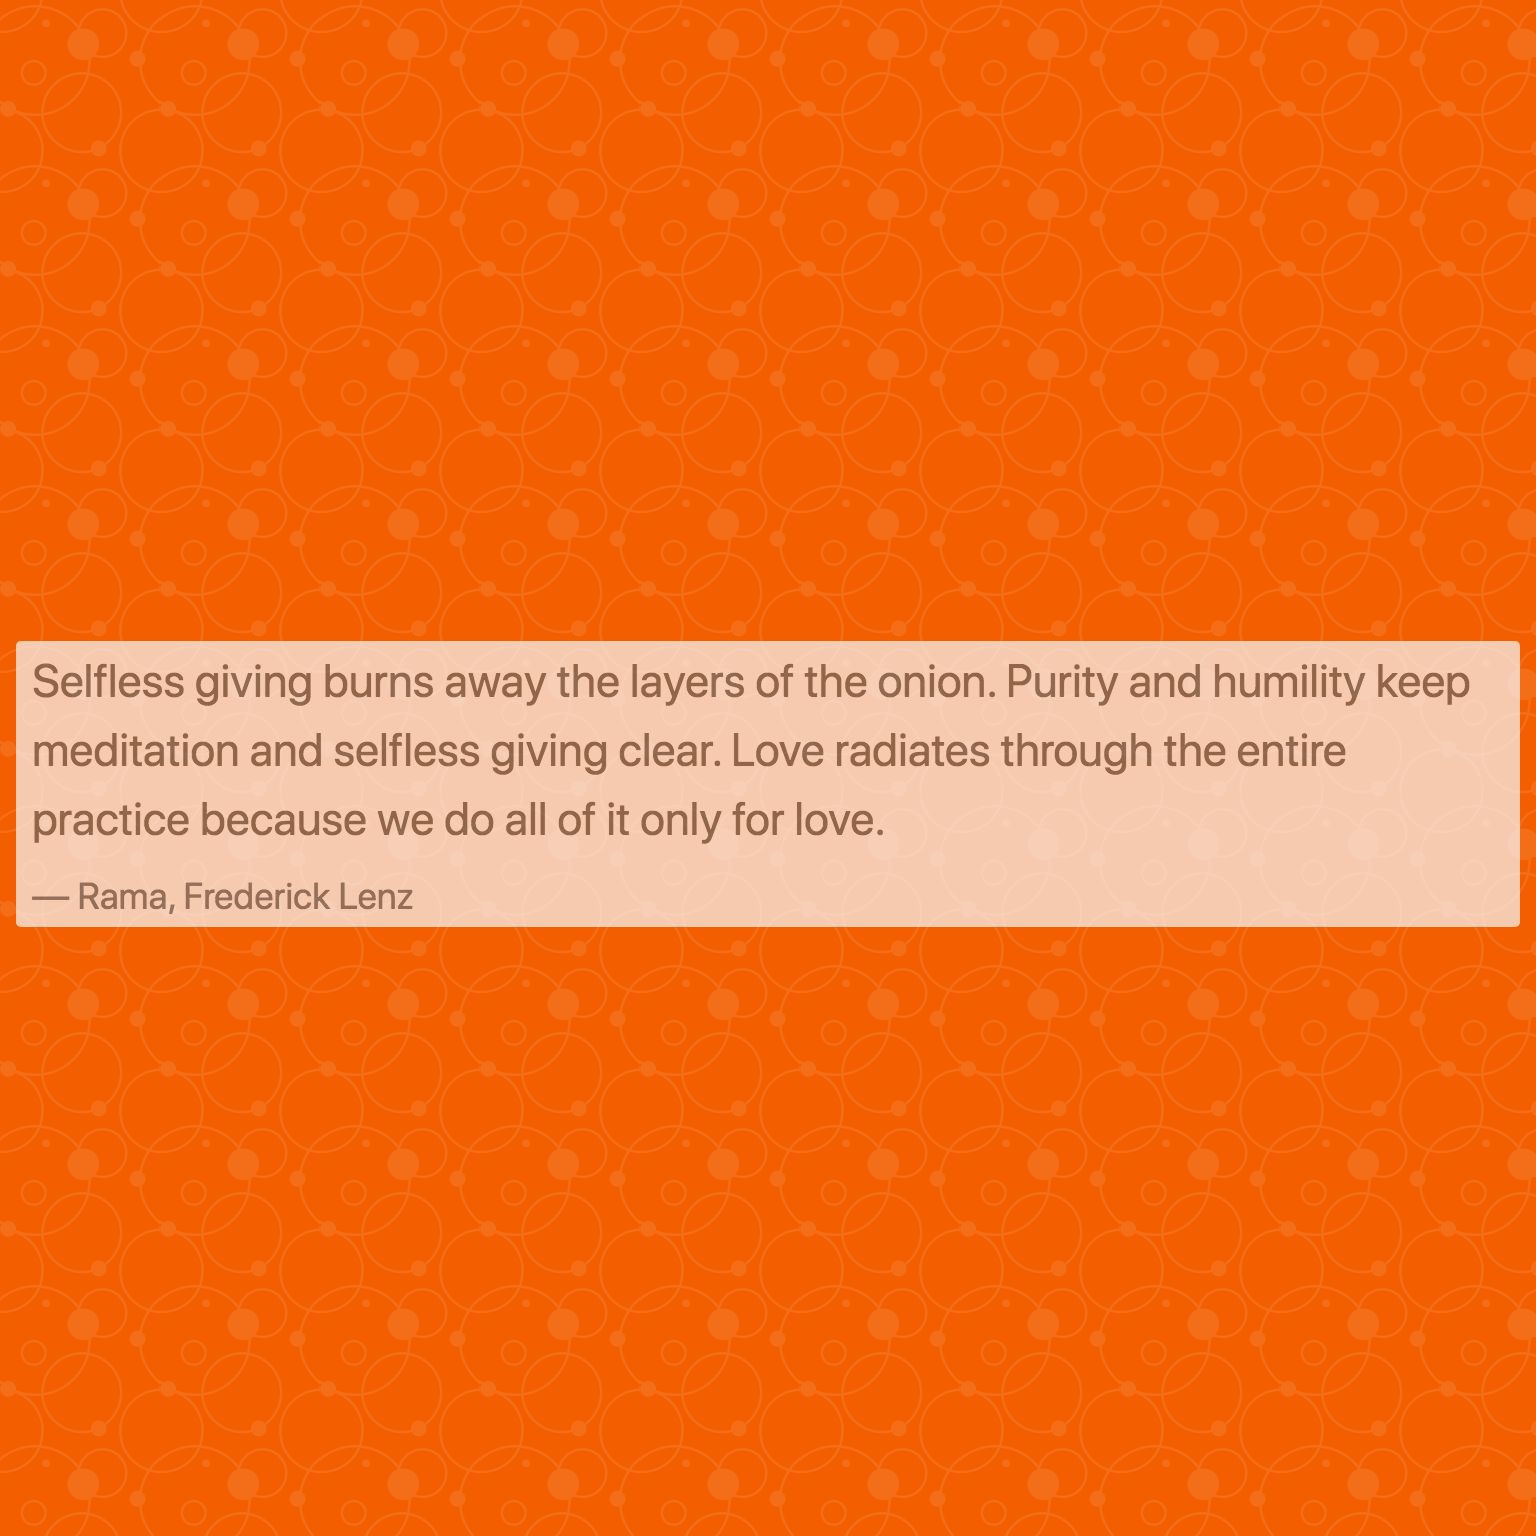 Selfless giving burns away the layers of the onion. Purity and humility keep
meditation and selfless giving clear. Love radiates through the entire
practice because we do all of it only for love.
— Rama, Frederick Lenz